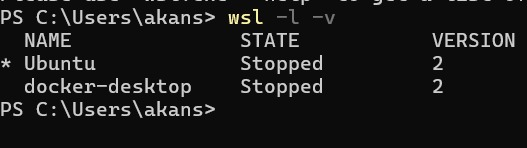 PS C:\Users\akans> wsl -l -v
  NAME              STATE           VERSION
* Ubuntu            Stopped         2
  docker-desktop    Stopped         2
PS C:\Users\akans>